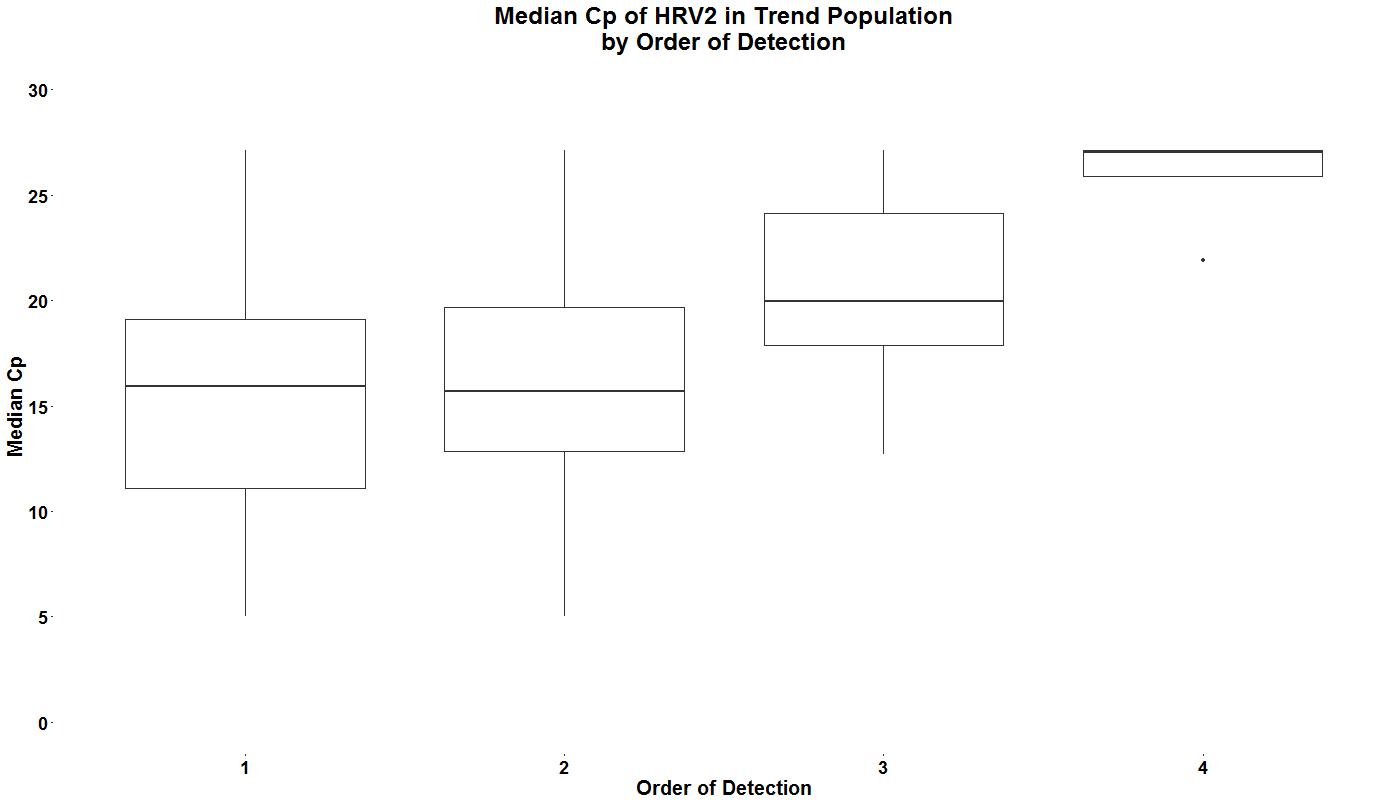 Median Cp of HRV2 in Trend Population
by Order of Detection
30
25
20
15
10
5
0
Median Cp
1 2 3 4
Order of Detection